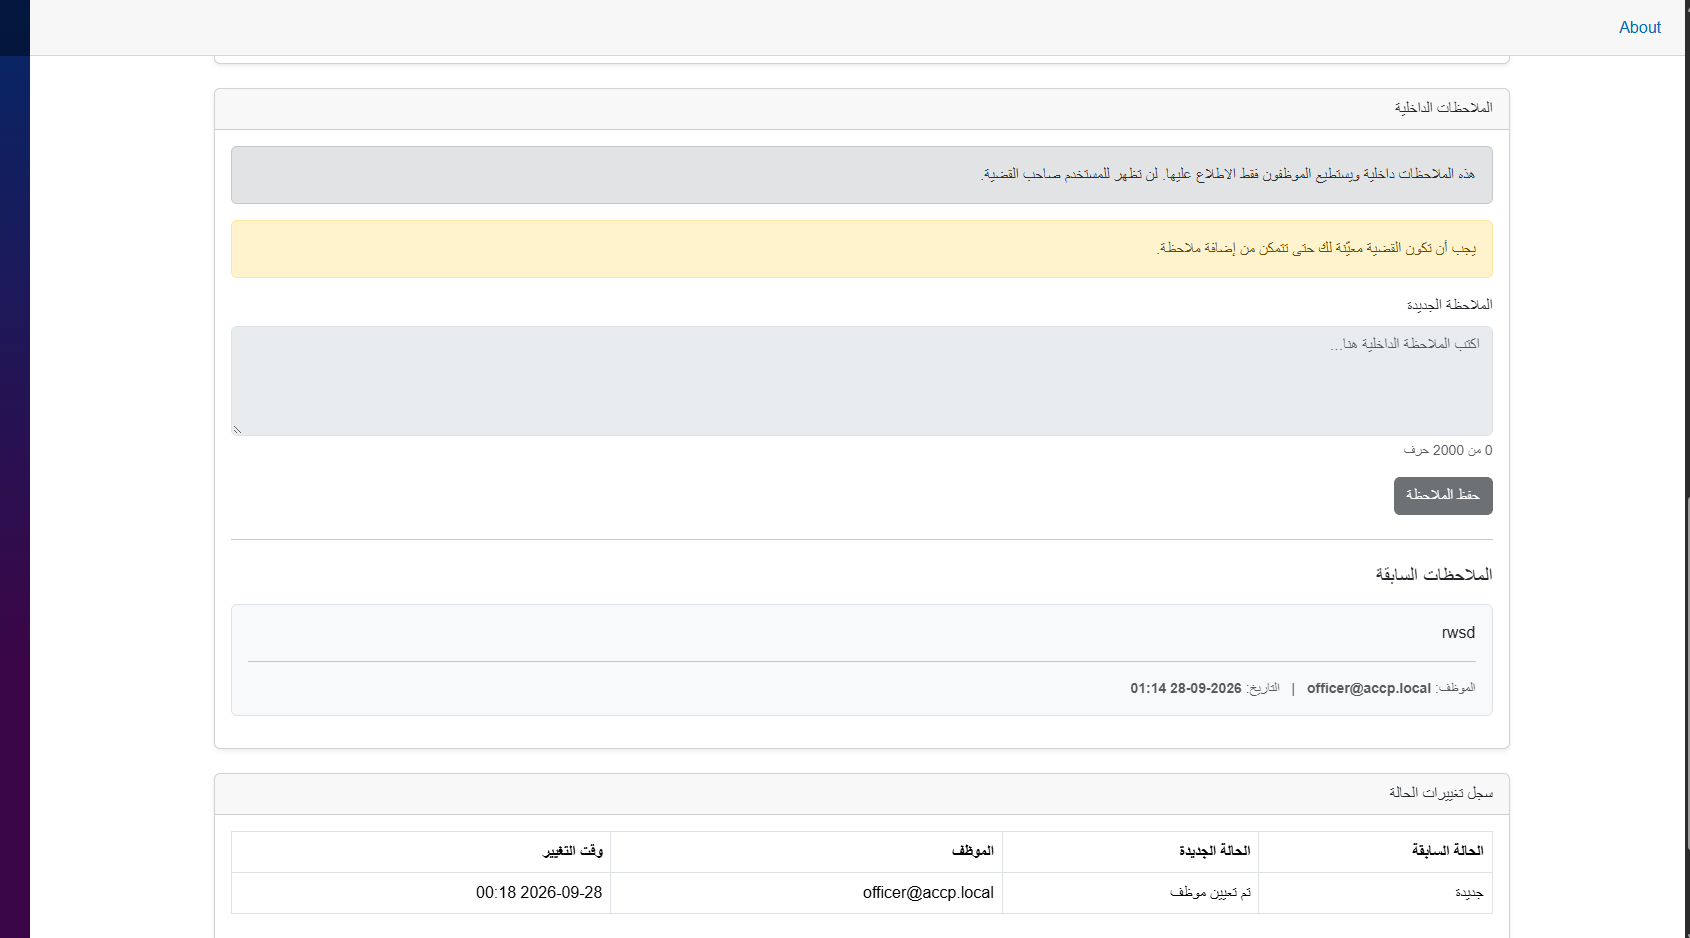 About
الملاحظات الداخلية
هذه الملاحظات داخلية ويستطيع الموظفون فقط الاطلاع عليها. لن تظهر للمستخدم صاحب القضية.
يجب أن تكون القضية معيّنة لك حتى تتمكن من إضافة ملاحظة.
الملاحظة الجديدة
اكتب الملاحظة الداخلية هنا...
0 من 2000 حرف
حفظ الملاحظة
الملاحظات السابقة
rwsd
الموظف: officer@accp.local | التاريخ: 28-09-2026 01:14
سجل تغييرات الحالة
الحالة السابقة الحالة الجديدة الموظف وقت التغيير
جديدة تم تعيين موظف officer@accp.local 00:18 2026-09-28